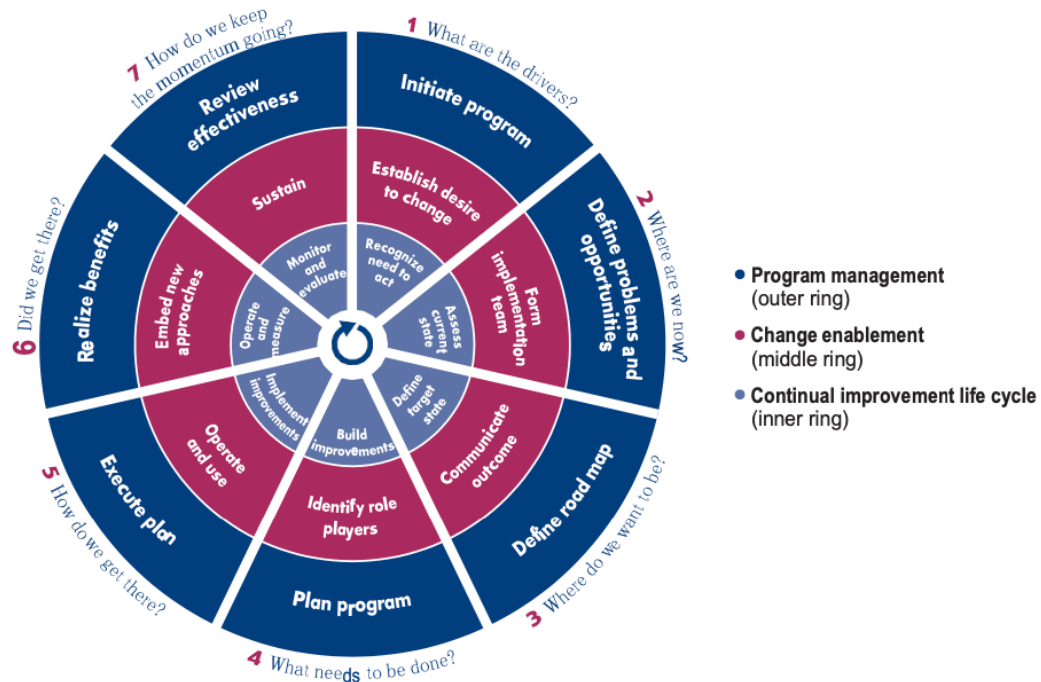 1 What are the drivers?
Initiate program
Establish desire
to change
Recognize
need to
act
2 Where are we now?
Define problems and
opportunities
Form
implementation
team
Assess
current
state
3 Where do we want to be?
Define road map
Communicate
outcome
Define
target
state
4 What needs to be done?
Plan program
Identify role
players
Build
improvements
5 How do we get there?
Execute plan
Operate
and use
Implement
improvements
6 Did we get there?
Realize benefits
Embed new
approaches
Operate
and
measure
7 How do we keep
the momentum going?
Review
effectiveness
Sustain
Monitor
and
evaluate
Program management
(outer ring)
Change enablement
(middle ring)
Continual improvement life cycle
(inner ring)